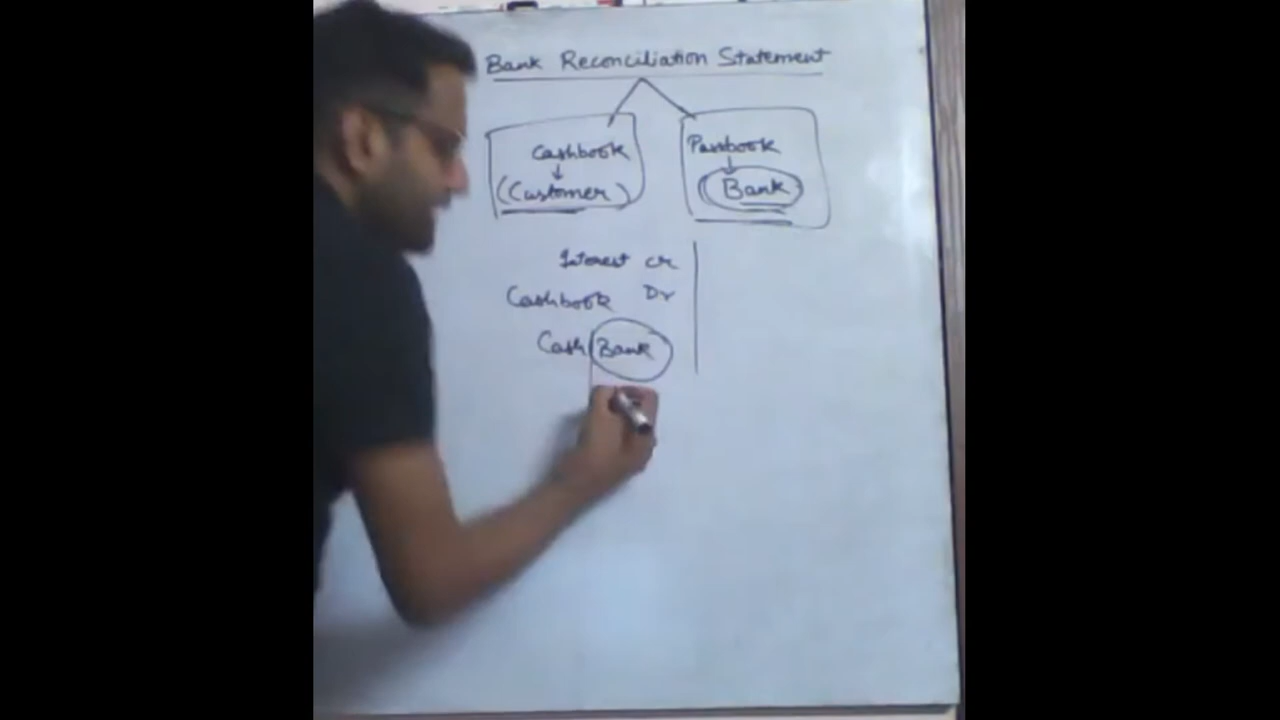 Bank Reconciliation Statement
Cashbook Passbook
(Customer) (Bank)
Interest cr
Cashbook Dr
Cash Bank